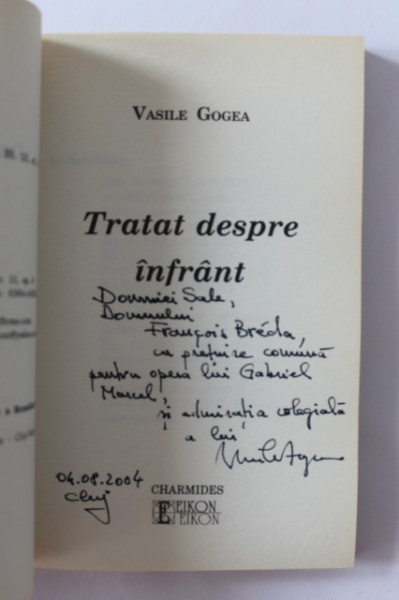 VASILE GOGEA
Tratat despre
înfrânt
Domniei Sale,
Domnului
François Bréda,
cu prețuire comună
pentru opera lui Gabriel
Marcel,
și admirația colegială
a lui
04.08.2004
Cluj
CHARMIDES
EIKON
EIKON